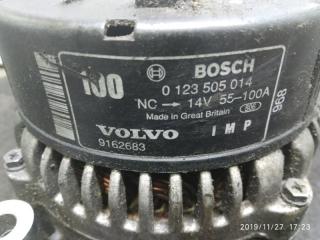 100 BOSCH
0 123 505 014
NC → 14V 55-100A
Made in Great Britain
968
VOLVO IMP
9162683
2019/11/27 17:23